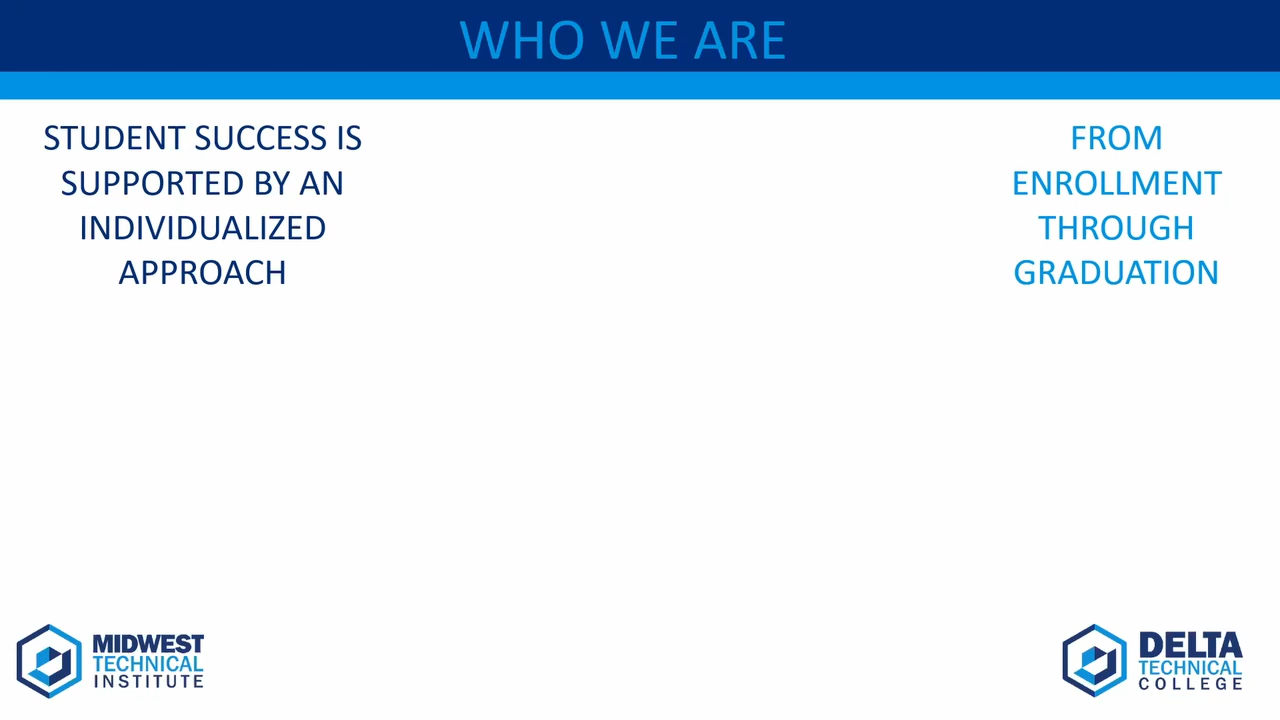 WHO WE ARE
STUDENT SUCCESS IS
SUPPORTED BY AN
INDIVIDUALIZED
APPROACH
FROM
ENROLLMENT
THROUGH
GRADUATION
MIDWEST
TECHNICAL
INSTITUTE
DELTA
TECHNICAL
COLLEGE